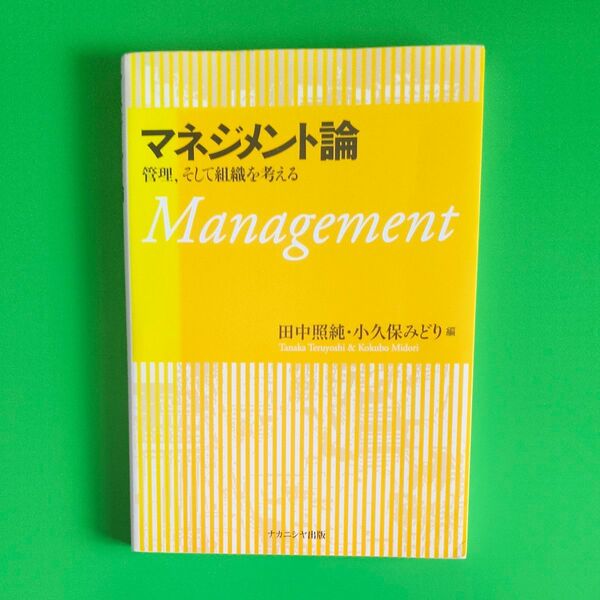 マネジメント論
管理、そして組織を考える
Management
田中照純・小久保みどり 編
Tanaka Teruyoshi & Kokubo Midori
ナカニシヤ出版